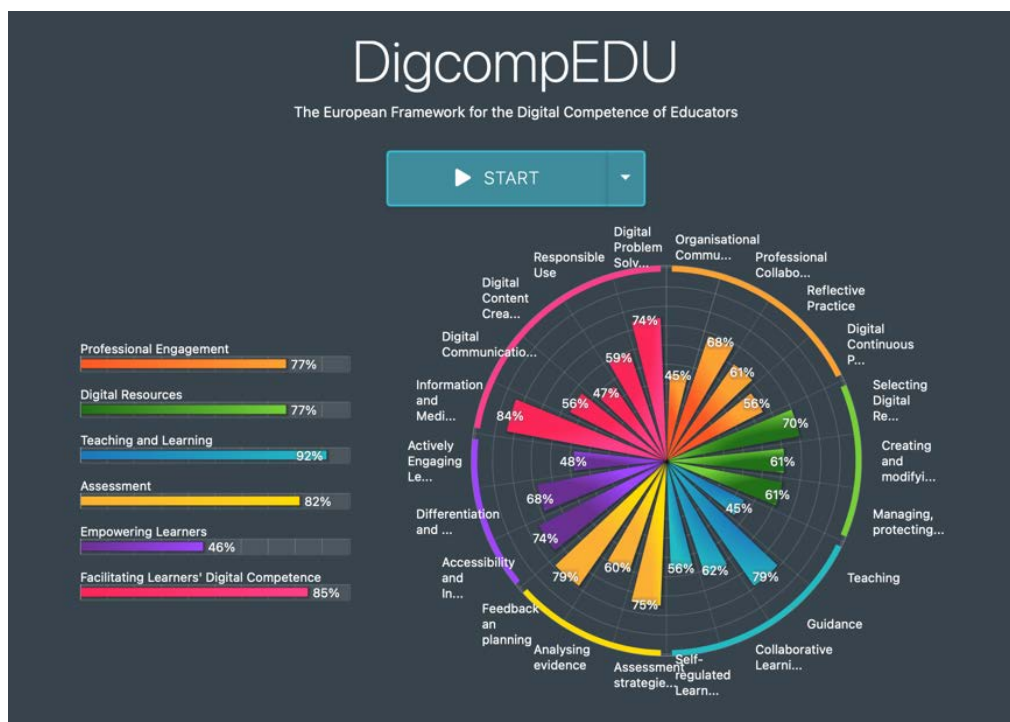 DigcompEDU
The European Framework for the Digital Competence of Educators
START
Professional Engagement
77%
Digital Resources
77%
Teaching and Learning
92%
Assessment
82%
Empowering Learners
46%
Facilitating Learners' Digital Competence
85%
Digital
Problem
Solv...
Organisational
Commu...
Professional
Collabo...
Reflective
Practice
Digital
Continuous
P...
Selecting
Digital
Re...
Creating
and
modifyi...
Managing,
protecting...
Teaching
Guidance
Collaborative
Learni...
Self-
regulated
Learn...
Assessment
strategie...
Analysing
evidence
Feedback
an
planning
Accessibility
and
In...
Differentiation
and ...
Actively
Engaging
Le...
Information
and
Medi...
Digital
Communicatio...
Digital
Content
Crea...
Responsible
Use
74%
45%
68%
61%
56%
70%
61%
61%
45%
79%
62%
56%
75%
60%
79%
74%
68%
48%
84%
56%
47%
59%